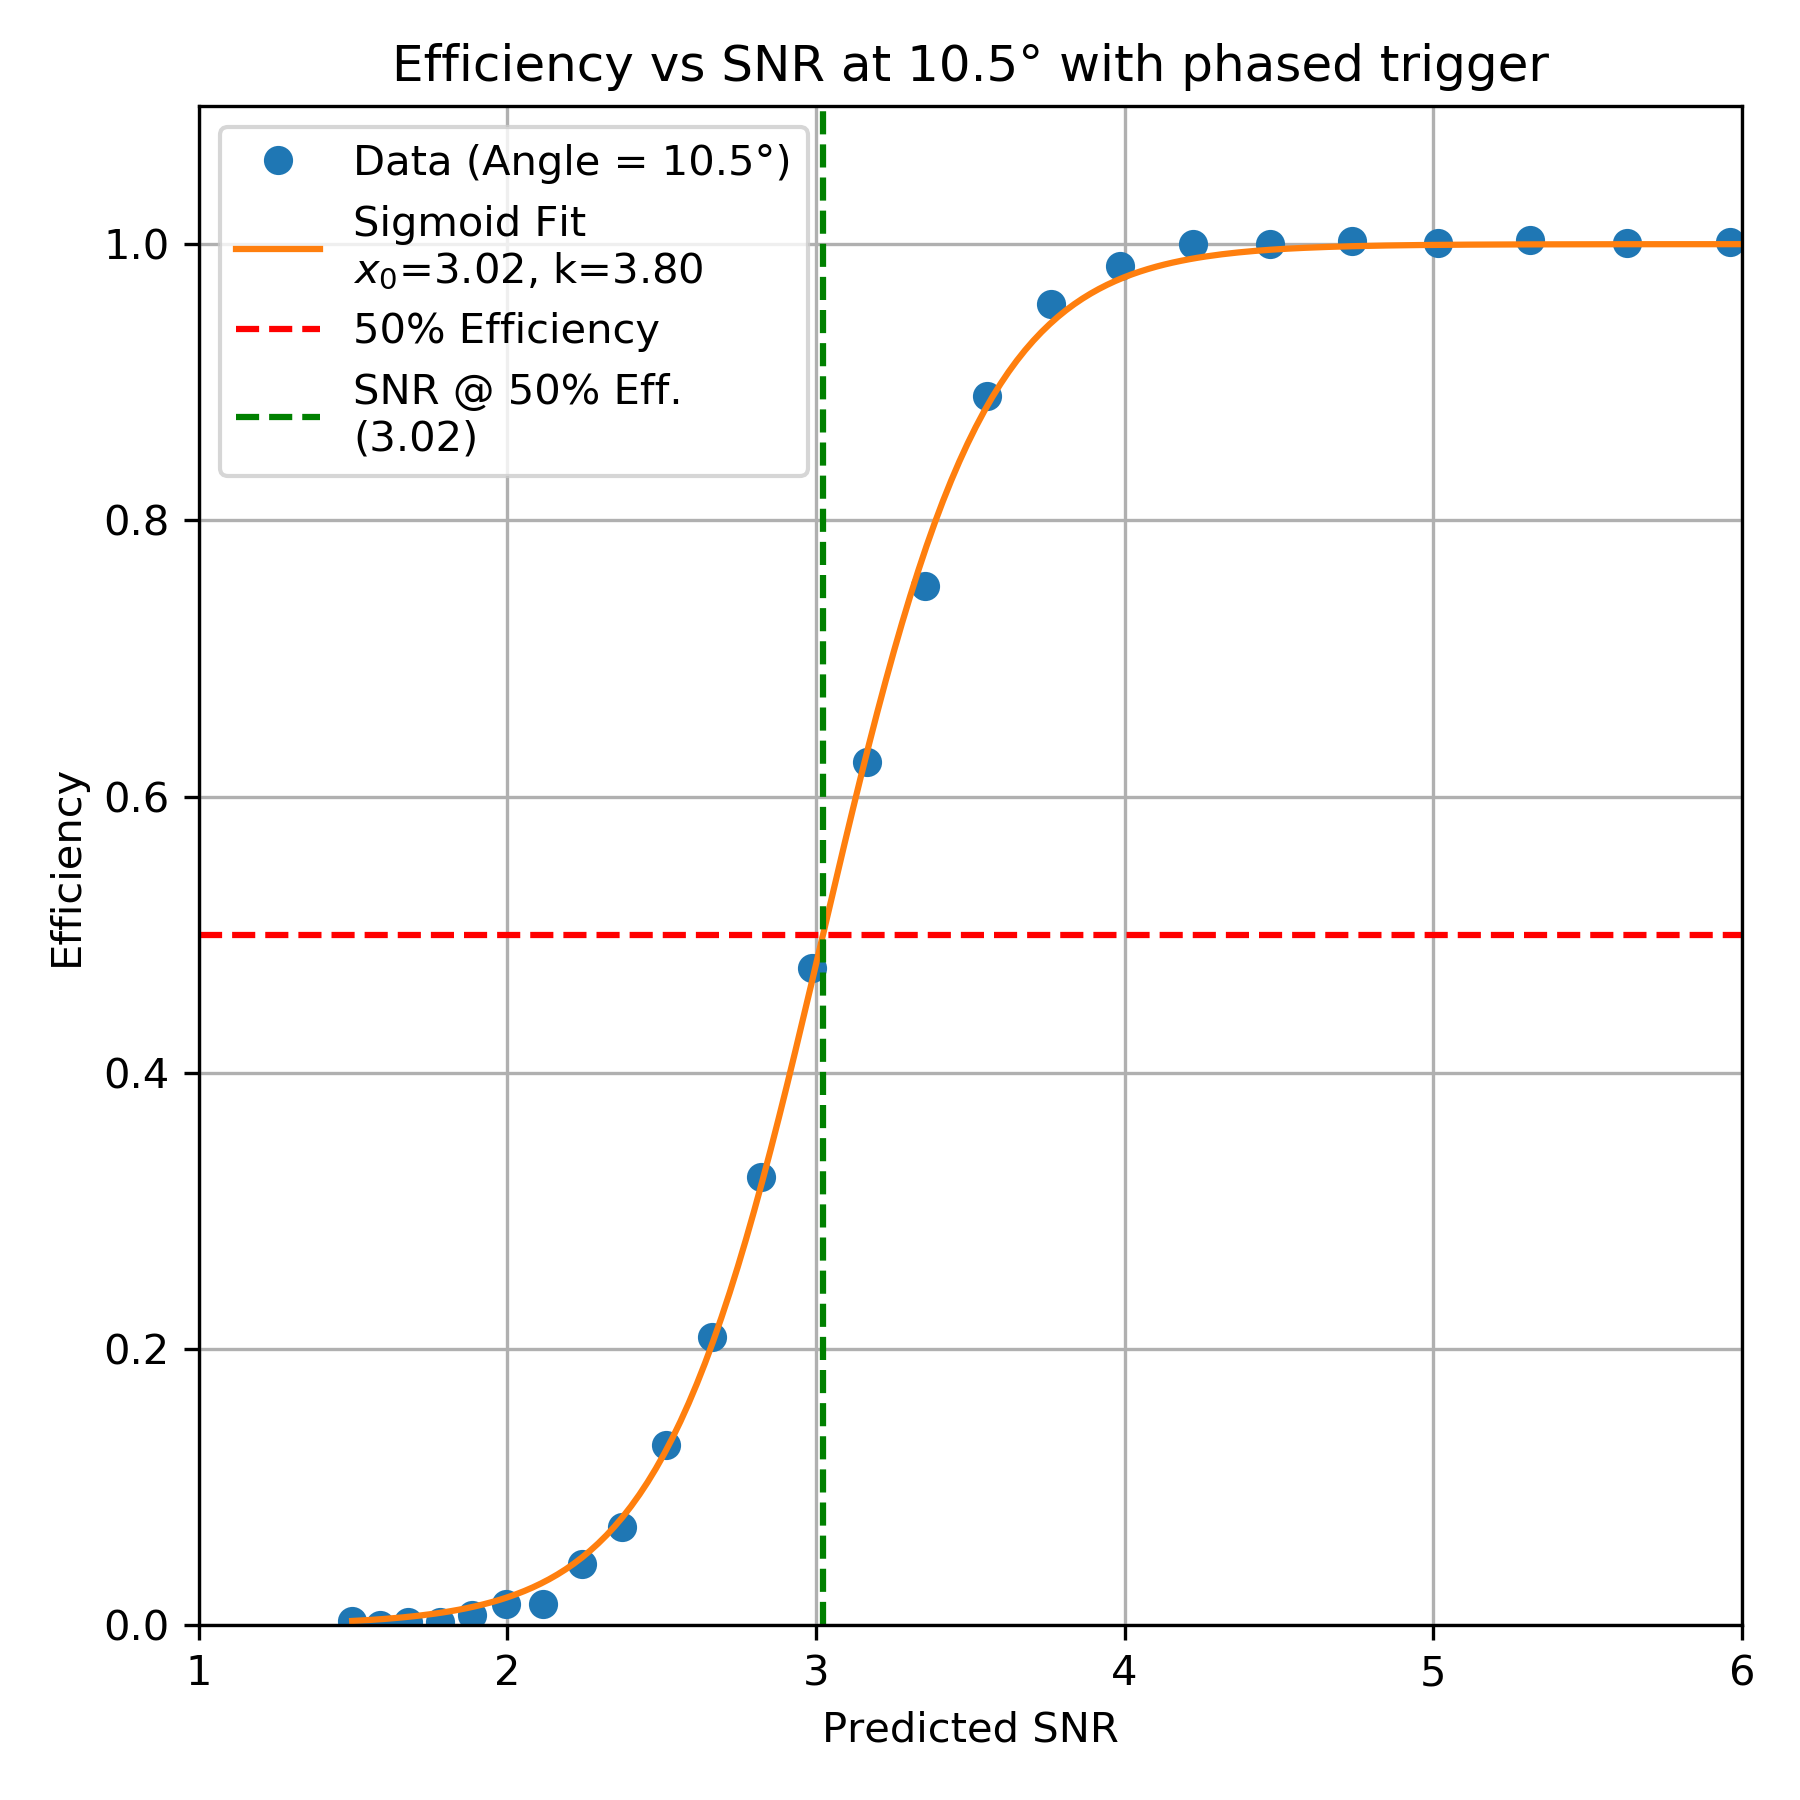 Efficiency vs SNR at 10.5° with phased trigger
Data (Angle = 10.5°)
Sigmoid Fit
x₀=3.02, k=3.80
50% Efficiency
SNR @ 50% Eff.
(3.02)
1.0
0.8
0.6
0.4
0.2
0.0
Efficiency
1 2 3 4 5 6
Predicted SNR